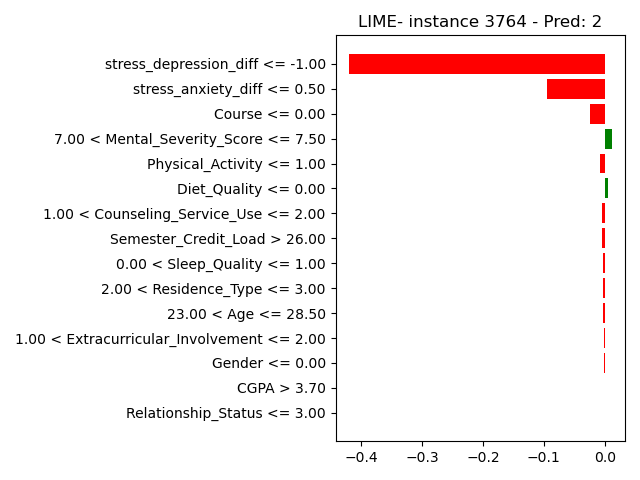 LIME- instance 3764 - Pred: 2
stress_depression_diff <= -1.00
stress_anxiety_diff <= 0.50
Course <= 0.00
7.00 < Mental_Severity_Score <= 7.50
Physical_Activity <= 1.00
Diet_Quality <= 0.00
1.00 < Counseling_Service_Use <= 2.00
Semester_Credit_Load > 26.00
0.00 < Sleep_Quality <= 1.00
2.00 < Residence_Type <= 3.00
23.00 < Age <= 28.50
1.00 < Extracurricular_Involvement <= 2.00
Gender <= 0.00
CGPA > 3.70
Relationship_Status <= 3.00
−0.4 −0.3 −0.2 −0.1 0.0